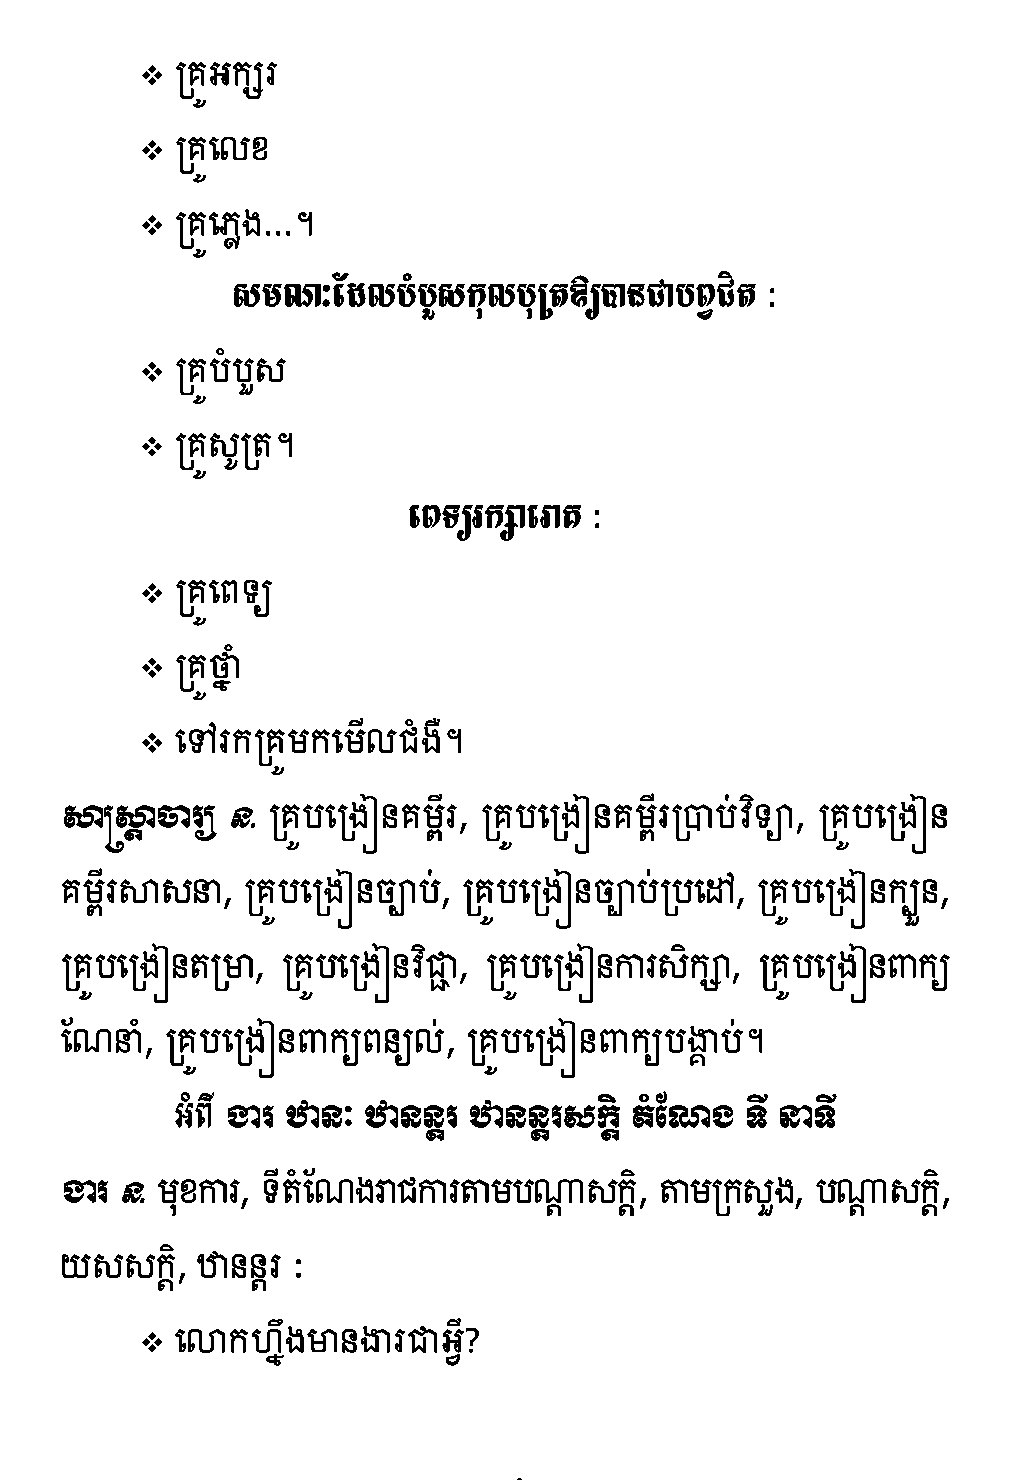 ❖ គ្រូអក្សរ
❖ គ្រូលេខ
❖ គ្រូភ្លេង...។
សមណៈដែលបំបួសកុលបុត្រឱ្យបានជាបព្វជិត :
❖ គ្រូបំបួស
❖ គ្រូសូត្រ។
ពេទ្យរក្សារោគ :
❖ គ្រូពេទ្យ
❖ គ្រូថ្នាំ
❖ ទៅរកគ្រូមកមើលជំងឺ។
សាស្ត្រាចារ្យ ន. គ្រូបង្រៀនគម្ពីរ, គ្រូបង្រៀនគម្ពីរប្រាប់វិទ្យា, គ្រូបង្រៀន
គម្ពីរសាសនា, គ្រូបង្រៀនច្បាប់, គ្រូបង្រៀនច្បាប់ប្រដៅ, គ្រូបង្រៀនក្បួន,
គ្រូបង្រៀនតម្រា, គ្រូបង្រៀនវិជ្ជា, គ្រូបង្រៀនការសិក្សា, គ្រូបង្រៀនពាក្យ
ណែនាំ, គ្រូបង្រៀនពាក្យពន្យល់, គ្រូបង្រៀនពាក្យបង្គាប់។
អំពី ងារ ឋានៈ ឋានន្តរ ឋានន្តរសក្តិ តំណែង ទី នាទី
ងារ ន. មុខការ, ទីតំណែងរាជការតាមបណ្តាសក្តិ, តាមក្រសួង, បណ្តាសក្តិ,
យសសក្តិ, ឋានន្តរ :
❖ លោកហ្នឹងមានងារជាអ្វី?